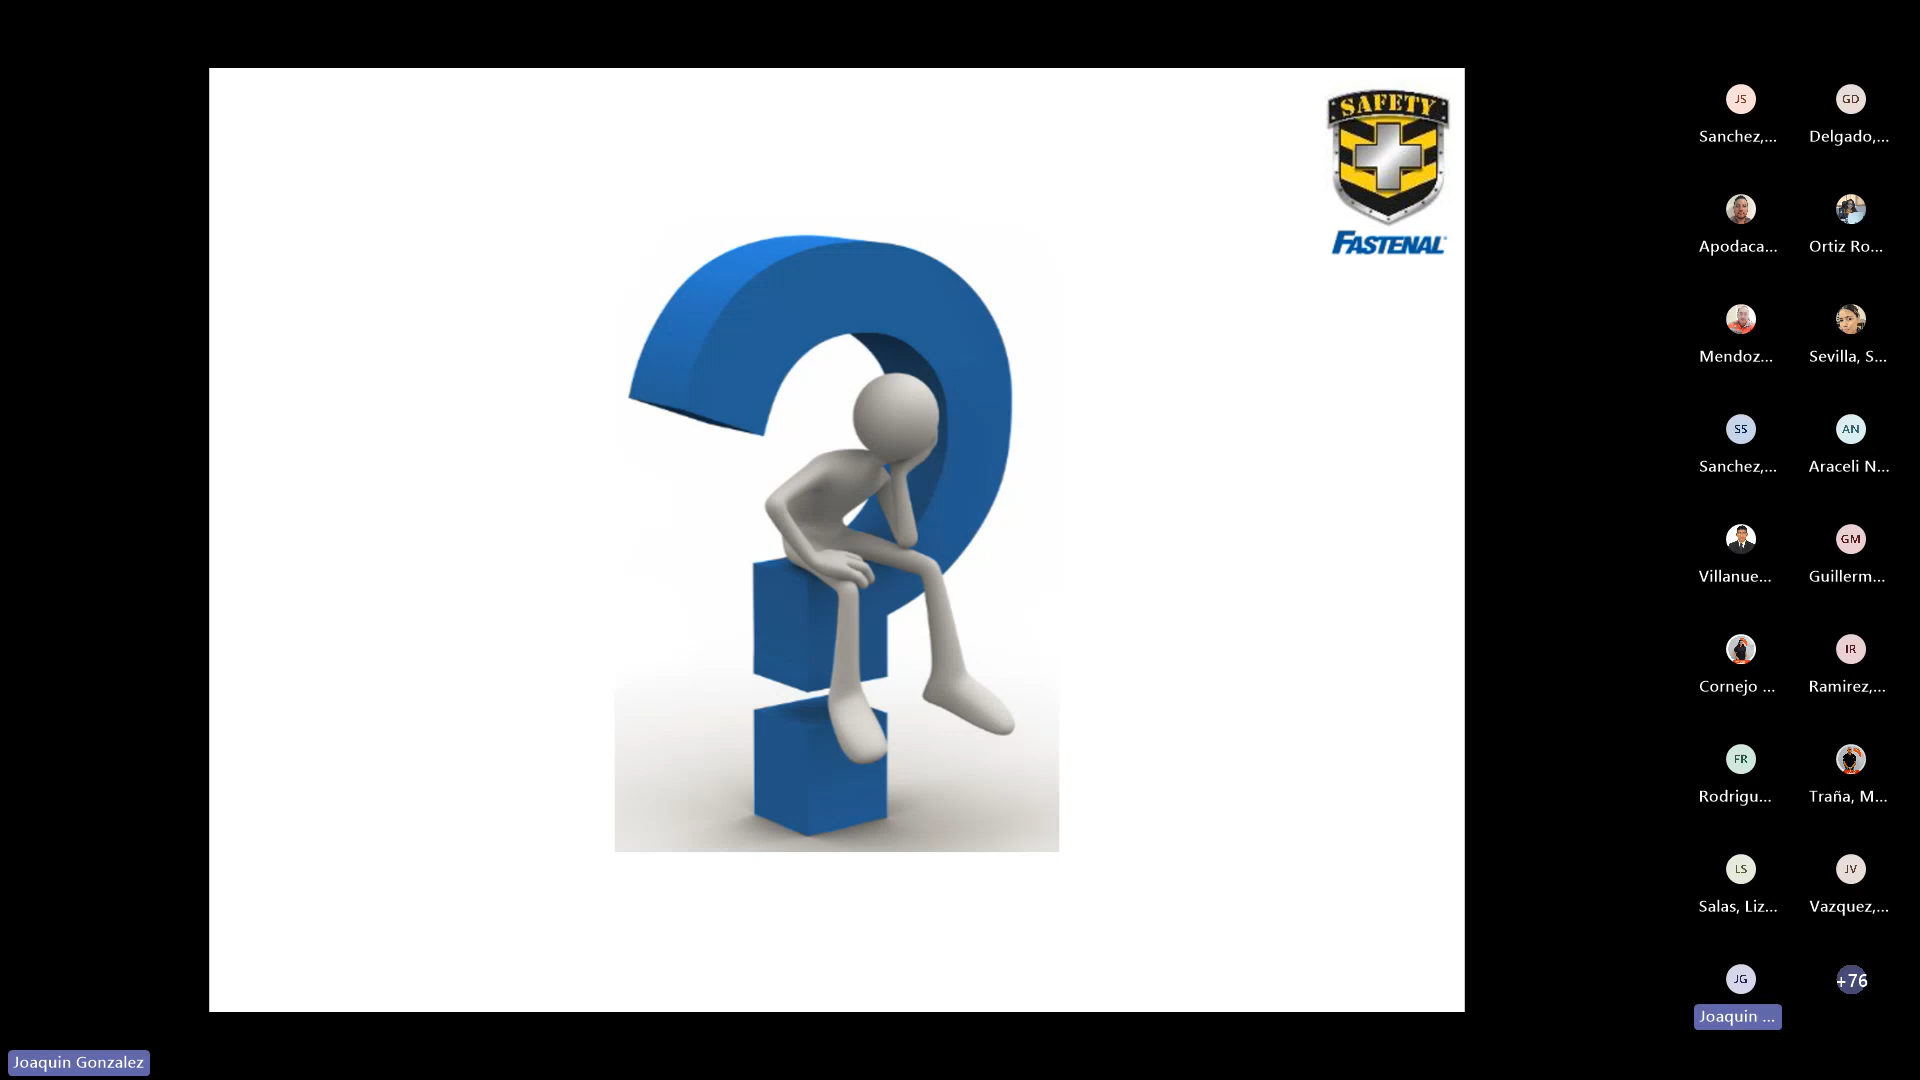 SAFETY
FASTENAL
JS
GD
Sanchez,...
Delgado,...
Apodaca...
Ortiz Ro...
Mendoz...
Sevilla, S...
SS
AN
Sanchez,...
Araceli N...
GM
Villanue...
Guillerm...
IR
Cornejo ...
Ramirez,...
FR
Rodrigu...
Traña, M...
LS
JV
Salas, Liz...
Vazquez,...
JG
+76
Joaquin ...
Joaquin Gonzalez